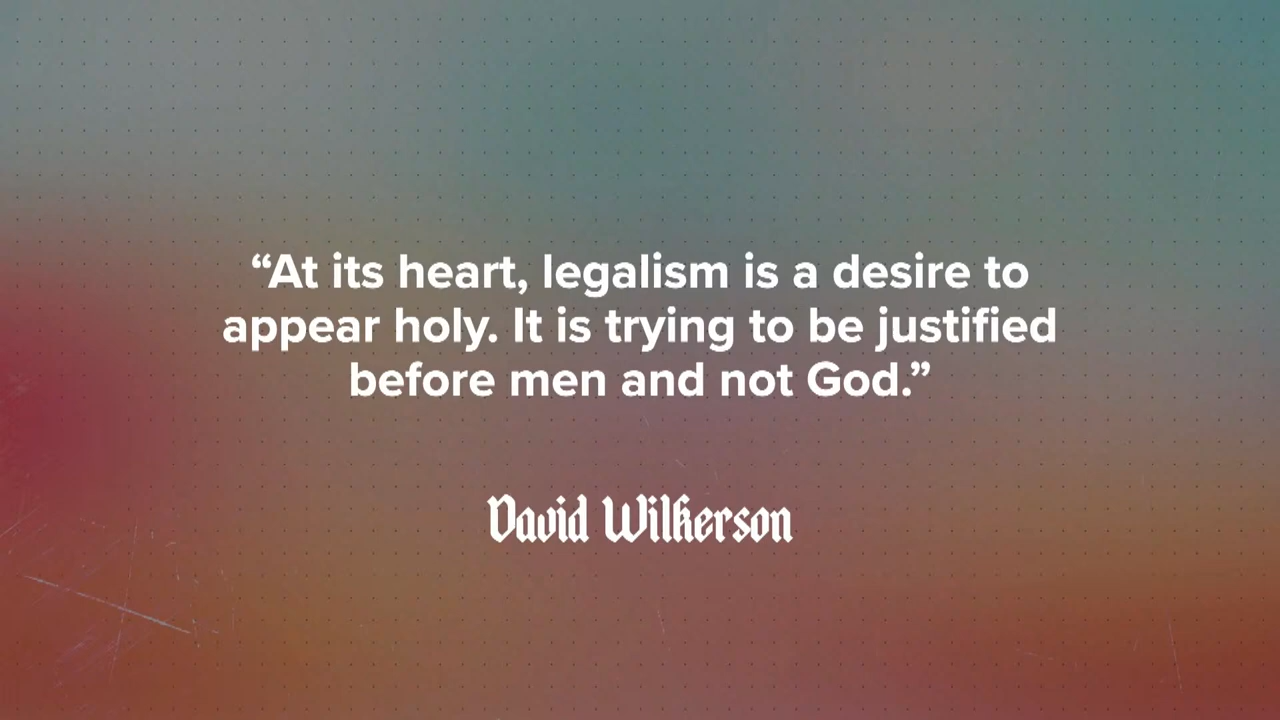 “At its heart, legalism is a desire to
appear holy. It is trying to be justified
before men and not God.”
David Wilkerson